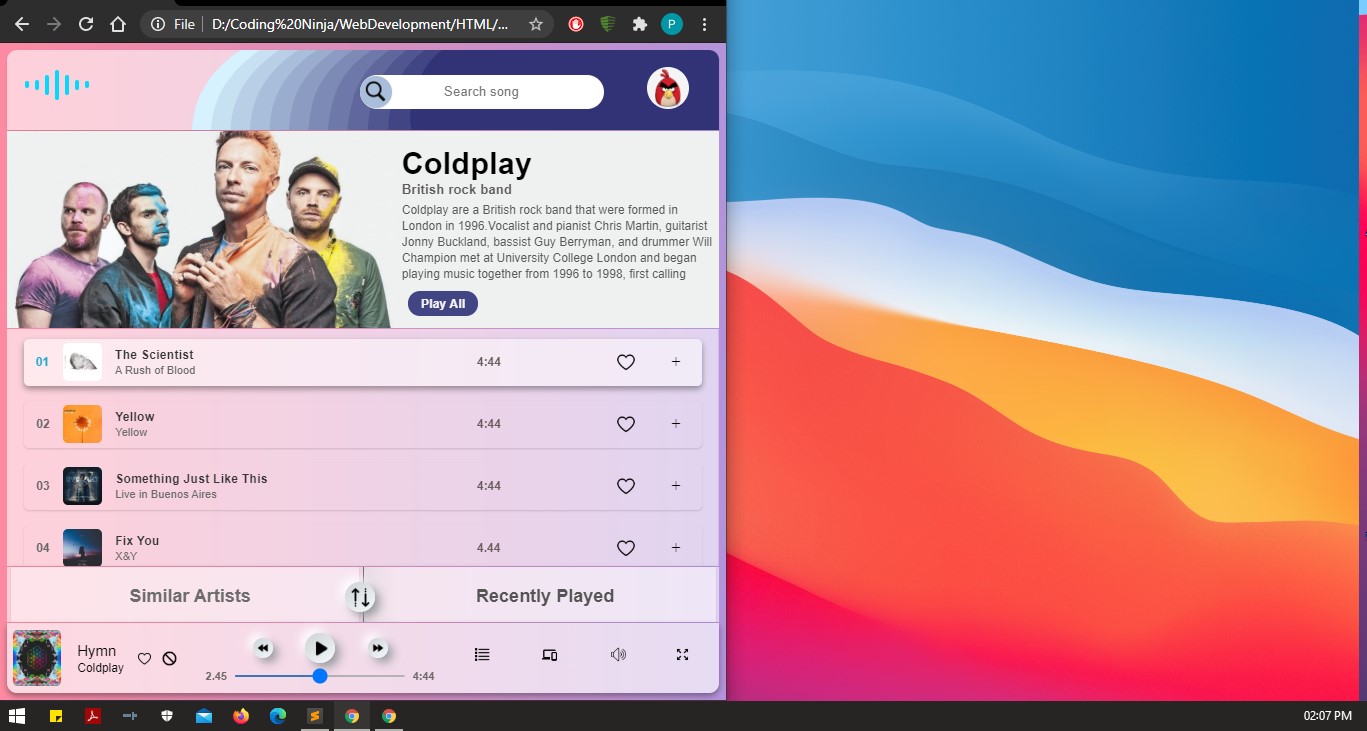 File D:/Coding%20Ninja/WebDevelopment/HTML/...
P
Search song
Coldplay
British rock band
Coldplay are a British rock band that were formed in
London in 1996.Vocalist and pianist Chris Martin, guitarist
Jonny Buckland, bassist Guy Berryman, and drummer Will
Champion met at University College London and began
playing music together from 1996 to 1998, first calling
Play All
01 The Scientist 4:44 +
A Rush of Blood
02 Yellow 4:44 +
Yellow
03 Something Just Like This 4:44 +
Live in Buenos Aires
04 Fix You 4.44 +
X&Y
Similar Artists Recently Played
Hymn
Coldplay
2.45 4:44
02:07 PM